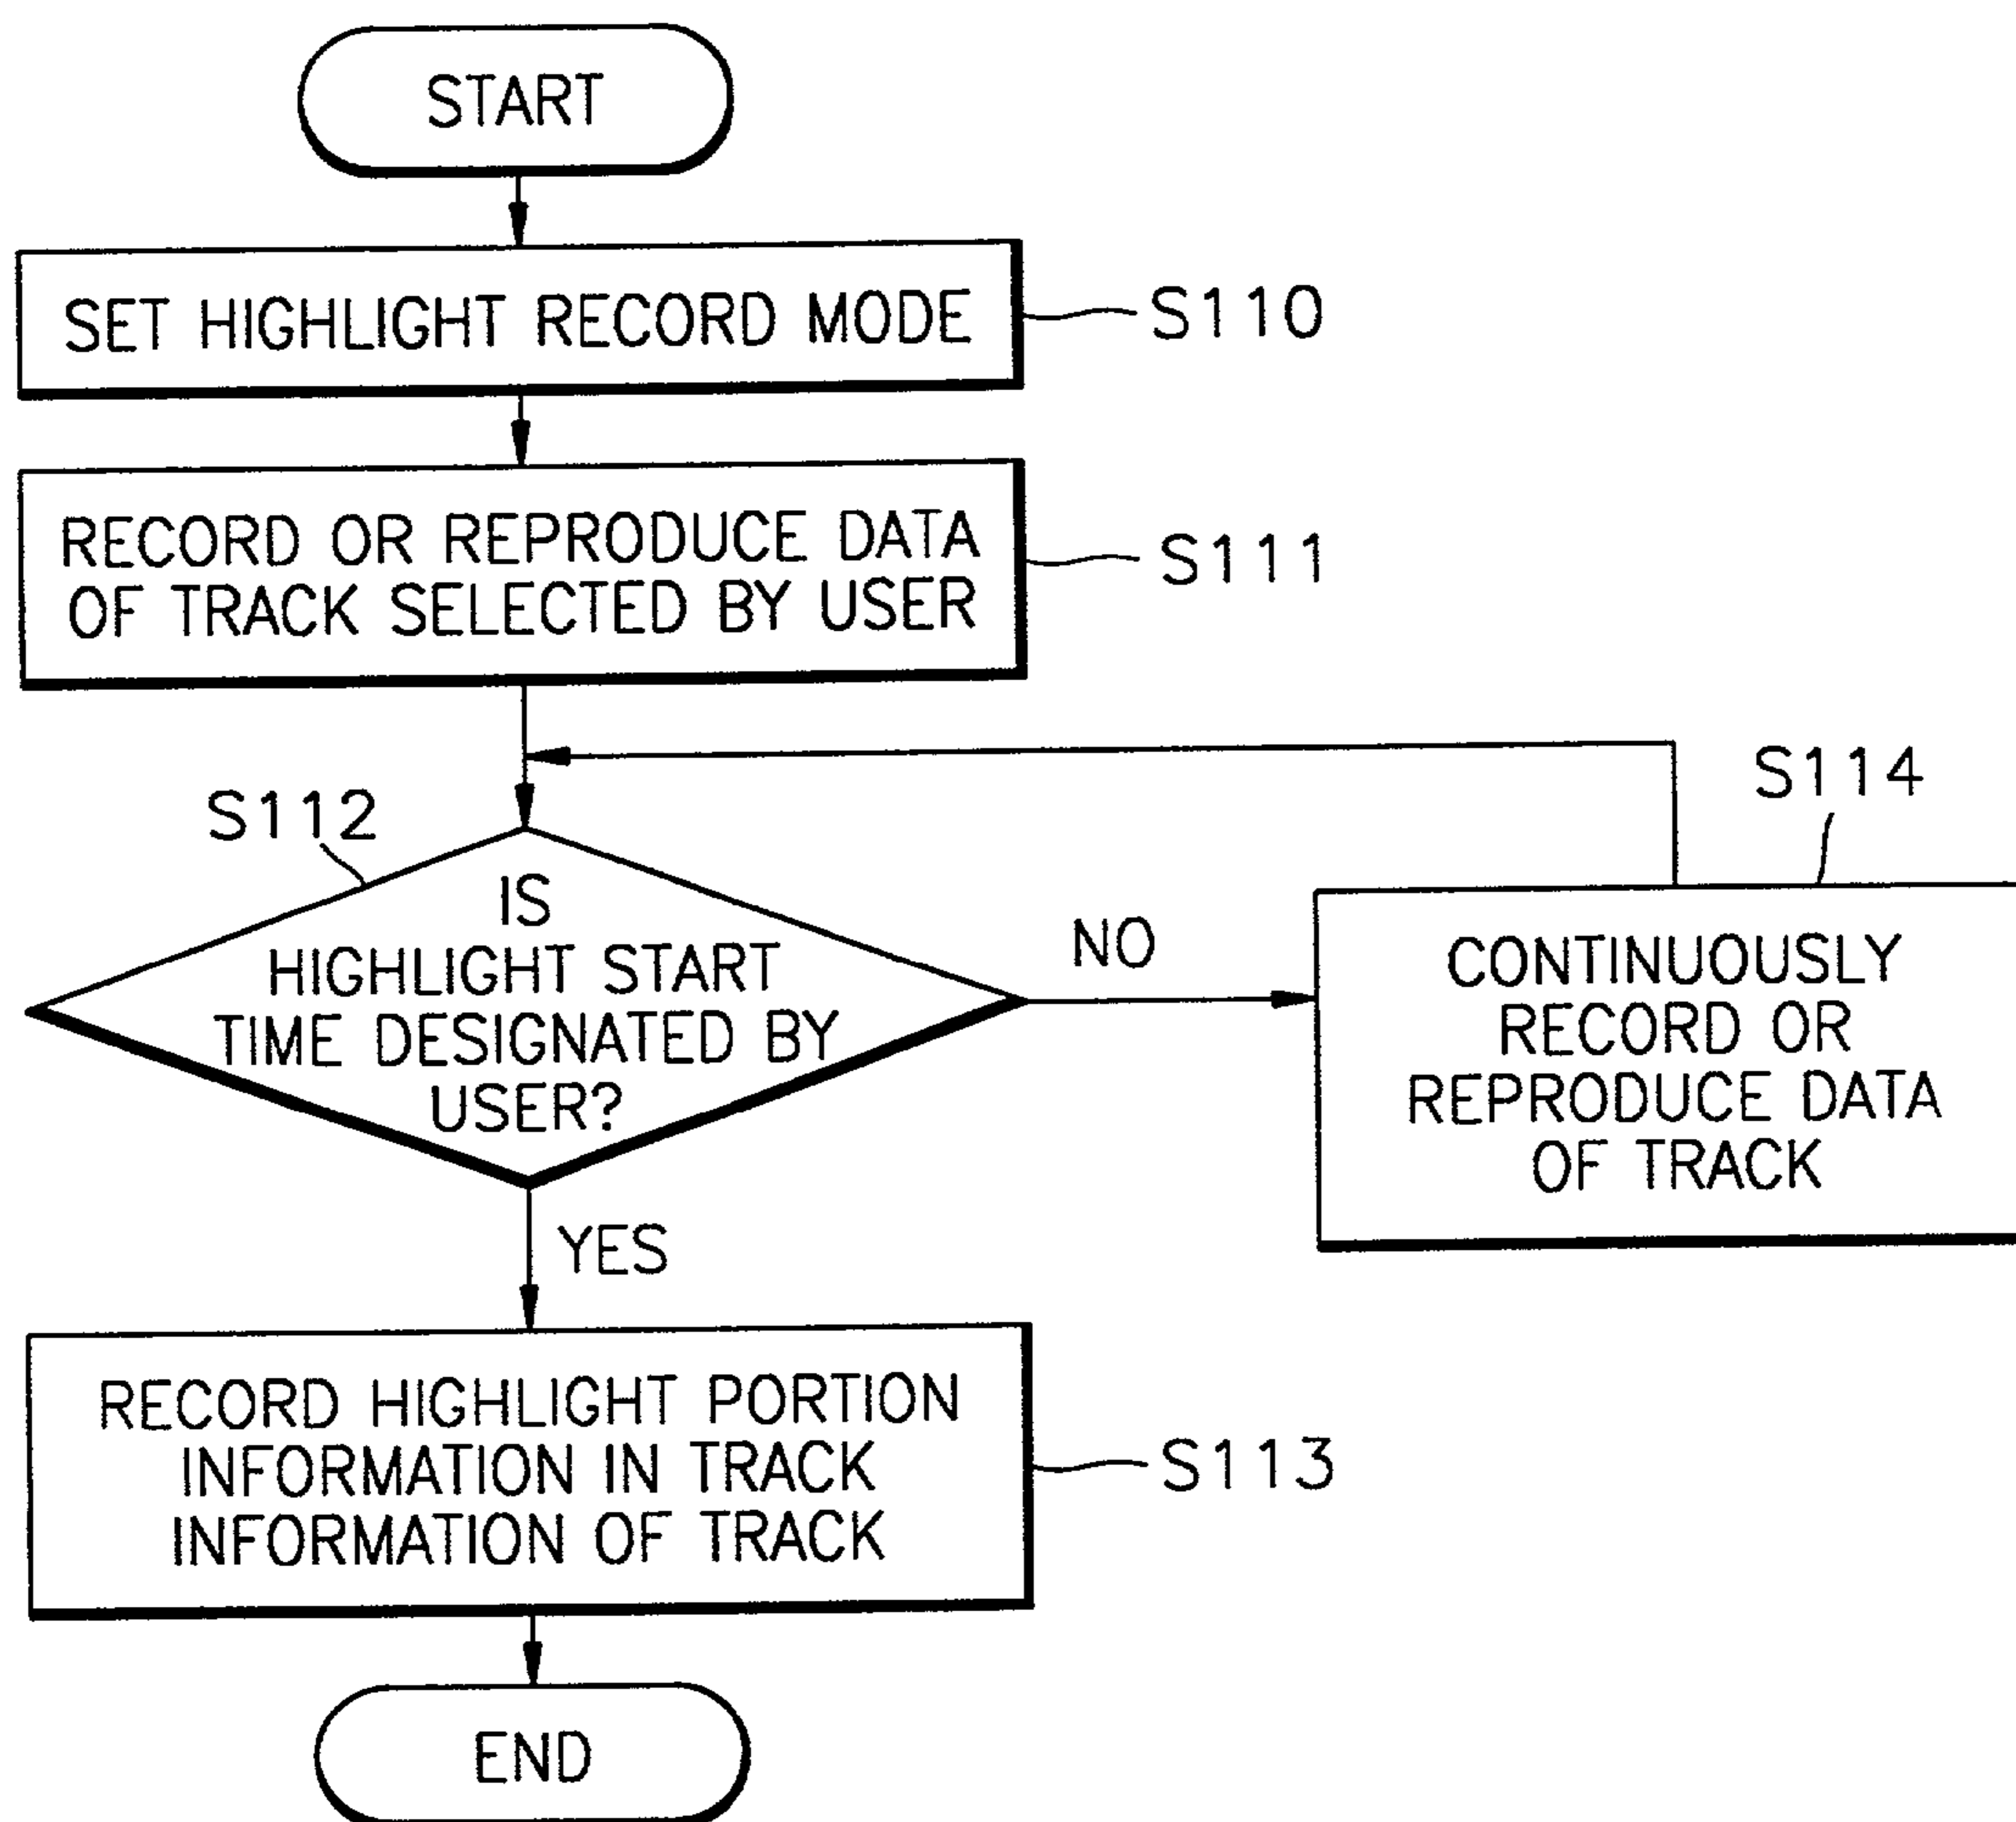 START
SET HIGHLIGHT RECORD MODE
S110
RECORD OR REPRODUCE DATA
OF TRACK SELECTED BY USER
S111
S112
IS
HIGHLIGHT START
TIME DESIGNATED BY
USER?
NO
S114
CONTINUOUSLY
RECORD OR
REPRODUCE DATA
OF TRACK
YES
RECORD HIGHLIGHT PORTION
INFORMATION IN TRACK
INFORMATION OF TRACK
S113
END